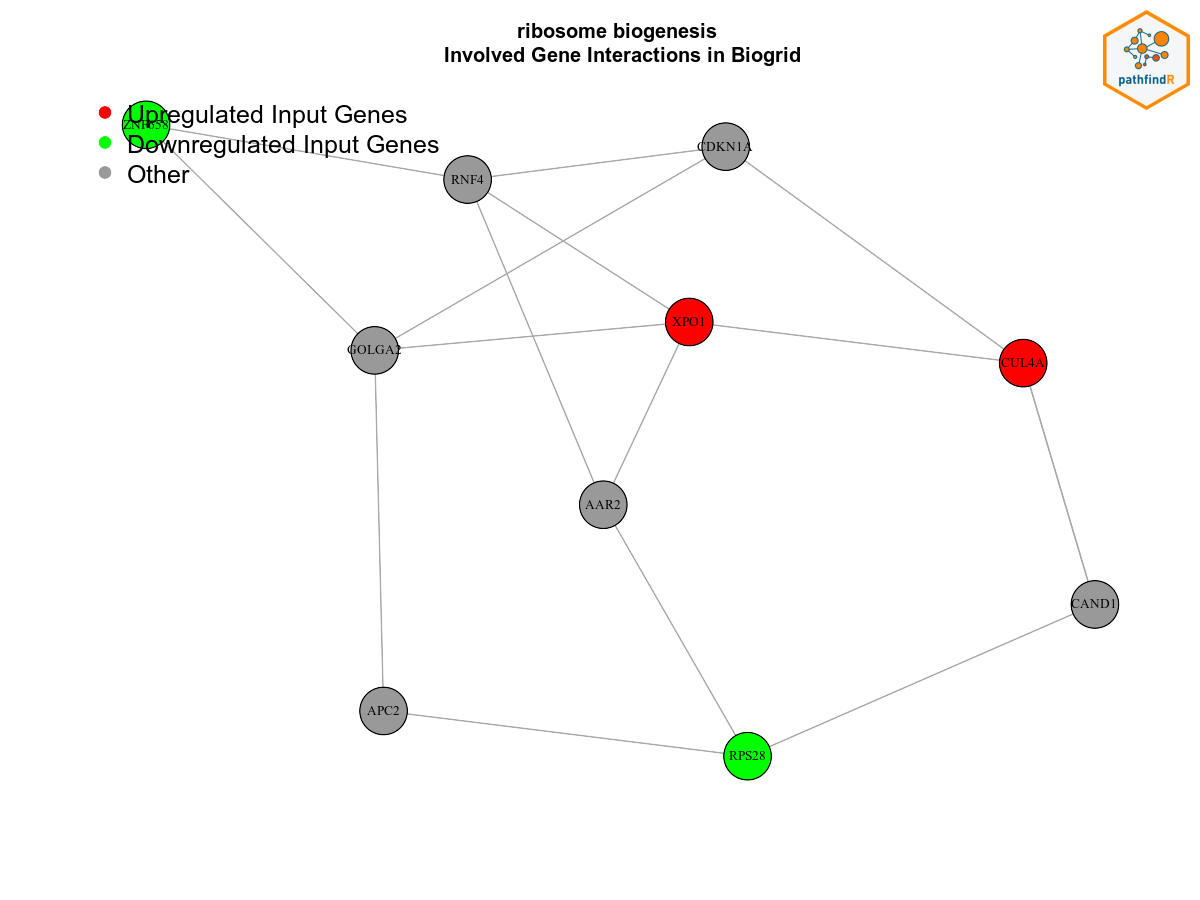 ribosome biogenesis
Involved Gene Interactions in Biogrid
pathfindR
Upregulated Input Genes
Downregulated Input Genes
Other
CDKN1A
RNF4
XPO1
GOLGA2
CUL4A
AAR2
CAND1
APC2
RPS28